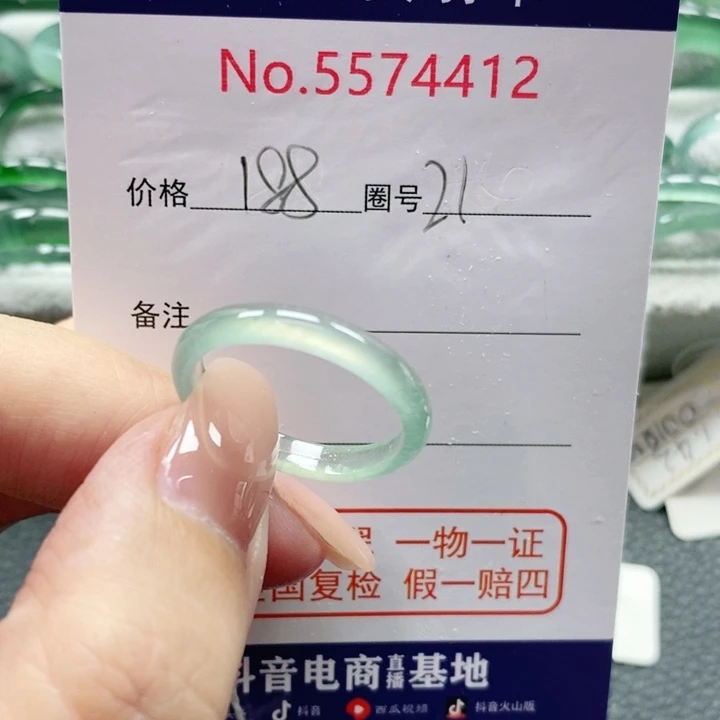 No.5574412
价格 188 圈号 21
备注
一物一证
国复检 假一赔四
抖音电商直播基地
抖音 西瓜视频 抖音火山版